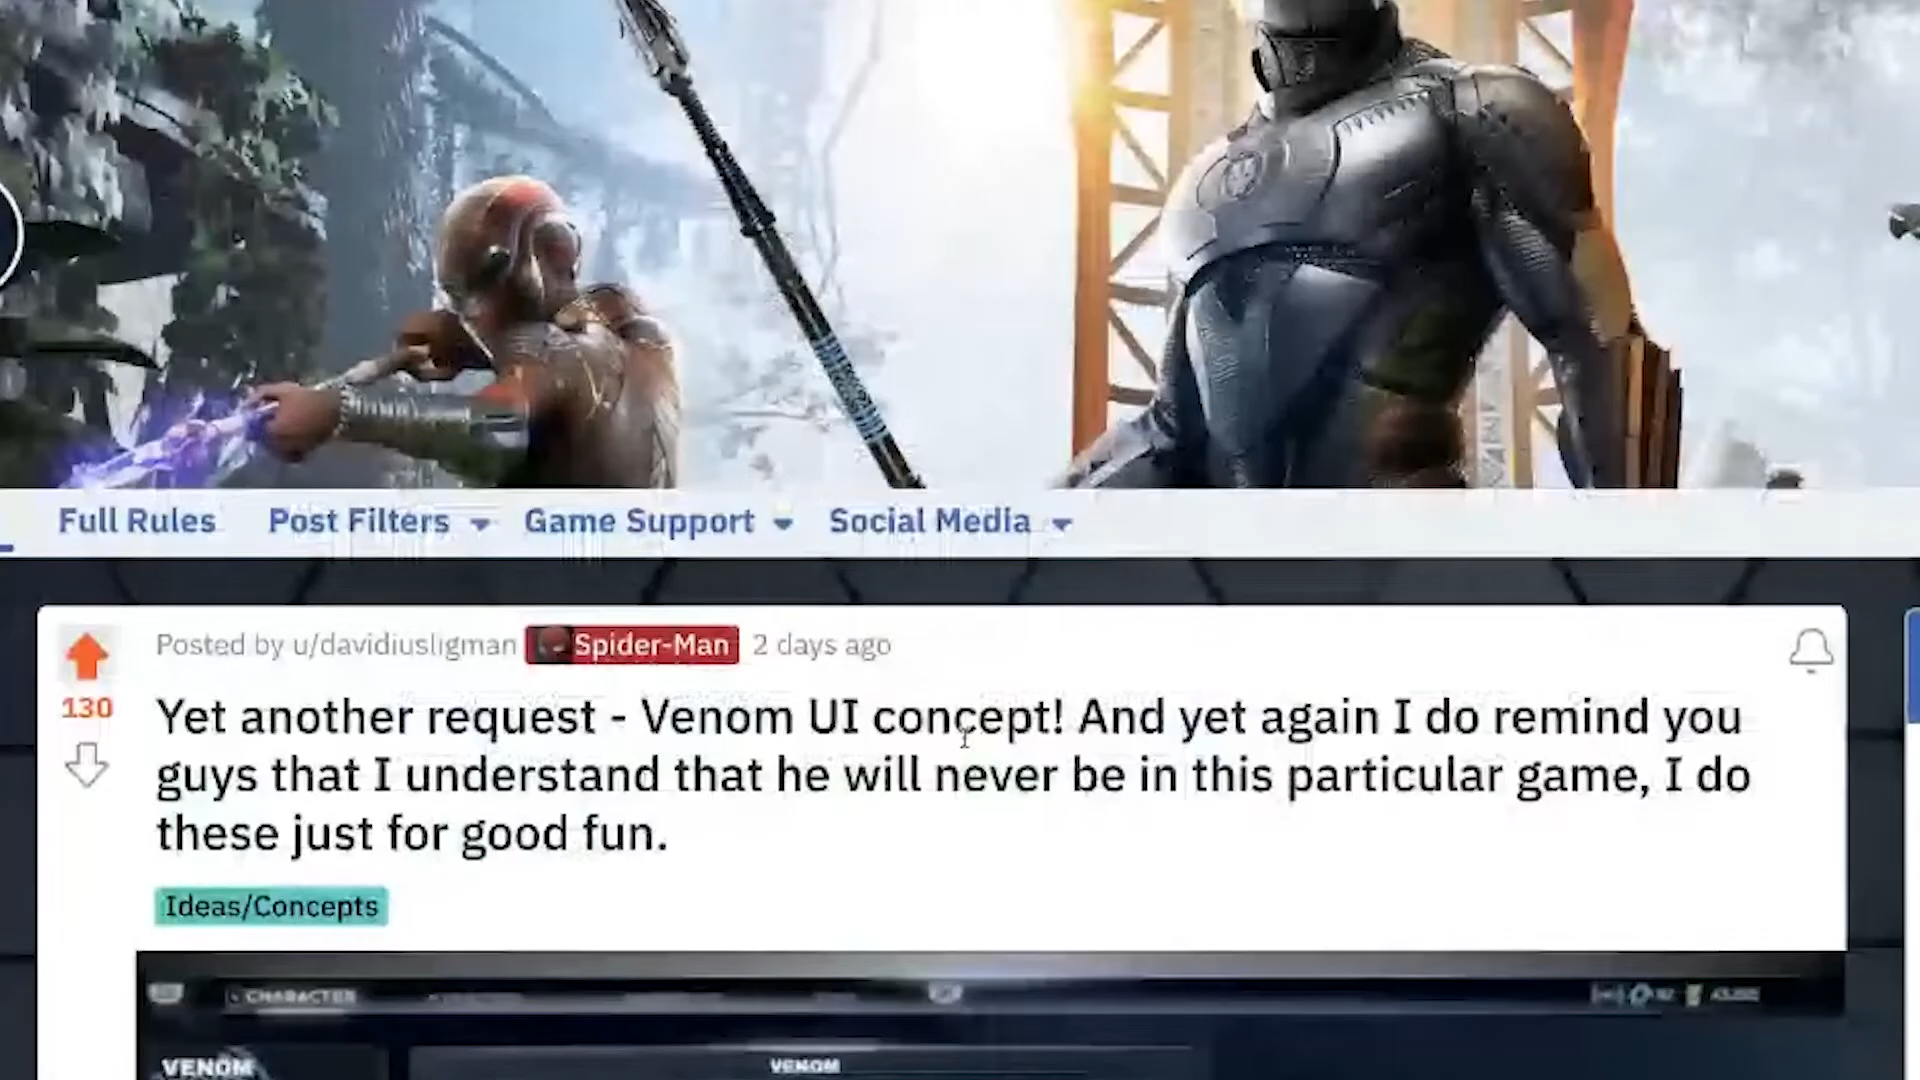 Full Rules Post Filters Game Support Social Media
Posted by u/davidiusligman Spider-Man 2 days ago
130
Yet another request - Venom UI concept! And yet again I do remind you
guys that I understand that he will never be in this particular game, I do
these just for good fun.
Ideas/Concepts
CHARACTER
VENOM VENOM